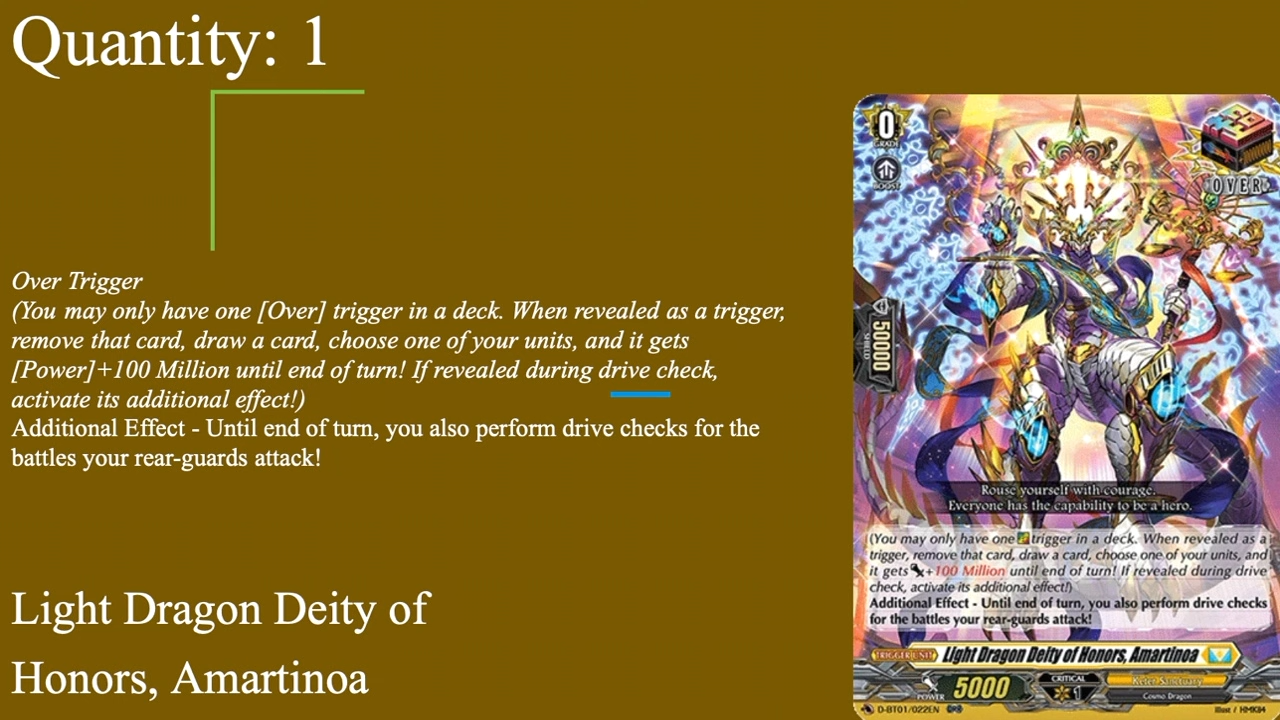 Quantity: 1
Over Trigger
(You may only have one [Over] trigger in a deck. When revealed as a trigger,
remove that card, draw a card, choose one of your units, and it gets
[Power]+100 Million until end of turn! If revealed during drive check,
activate its additional effect!)
Additional Effect - Until end of turn, you also perform drive checks for the
battles your rear-guards attack!
Light Dragon Deity of
Honors, Amartinoa
0
GRADE
BOOST
OVER
50000
SHIELD
Rouse yourself with courage.
Everyone has the capability to be a hero.
(You may only have one trigger in a deck. When revealed as a
trigger, remove that card, draw a card, choose one of your units, and
it gets +100 Million until end of turn! If revealed during drive
check, activate its additional effect!)
Additional Effect - Until end of turn, you also perform drive checks
for the battles your rear-guards attack!
TRIGGER UNIT Light Dragon Deity of Honors, Amartinoa
POWER 5000 CRITICAL 1 Keter Sanctuary
Cosmo Dragon
D-BT01/022EN Illust / HMK84